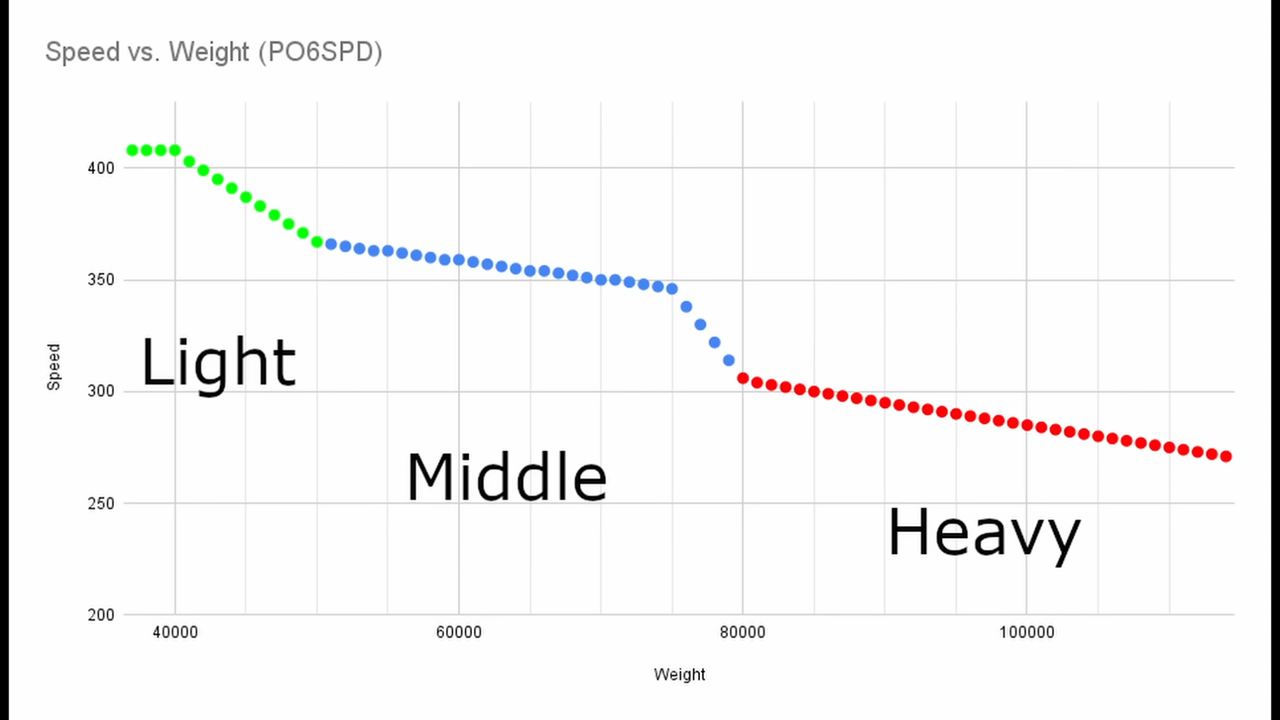 Speed vs. Weight (PO6SPD)
400
350
300
250
200
Speed
Light
Middle
Heavy
40000
60000
80000
100000
Weight